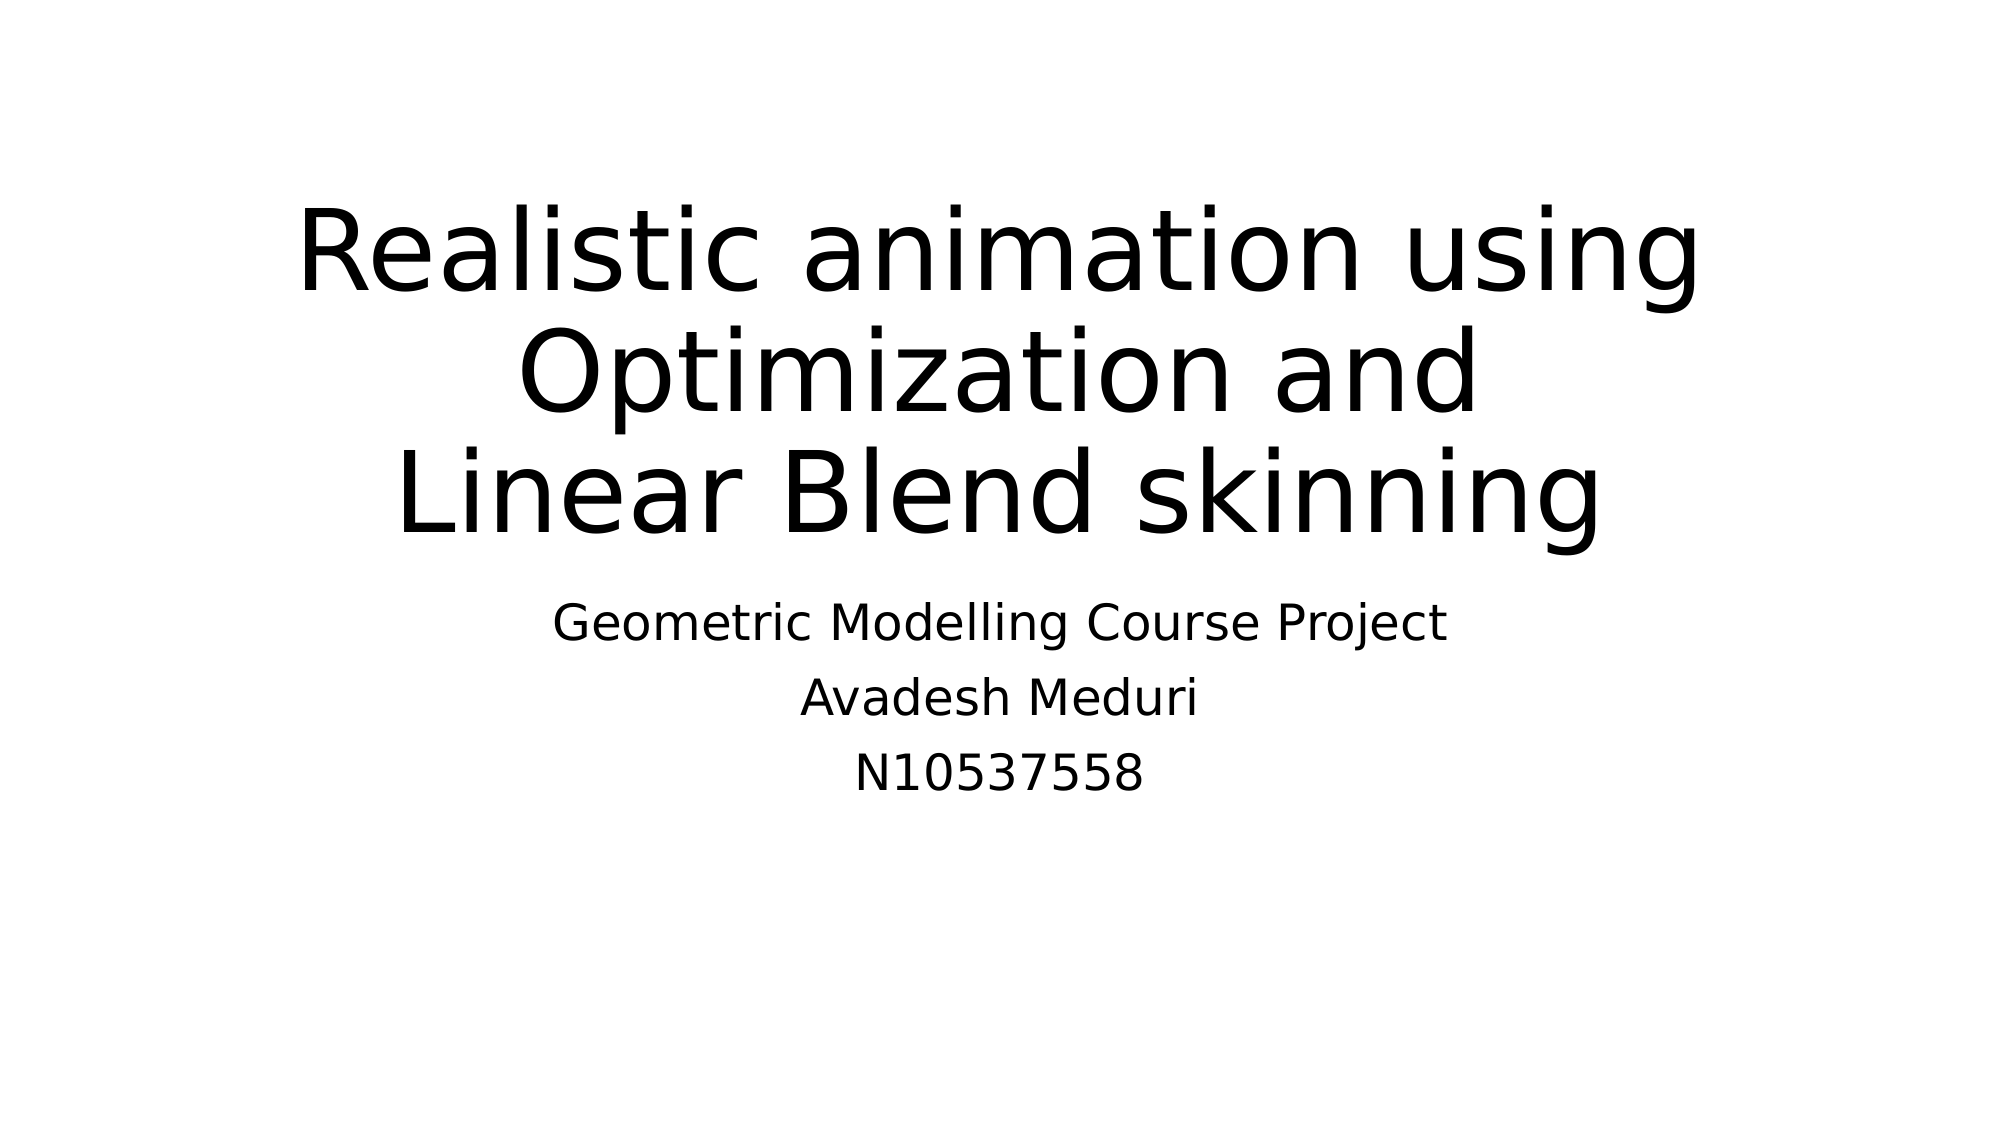 Realistic animation using
Optimization and
Linear Blend skinning
Geometric Modelling Course Project
Avadesh Meduri
N10537558